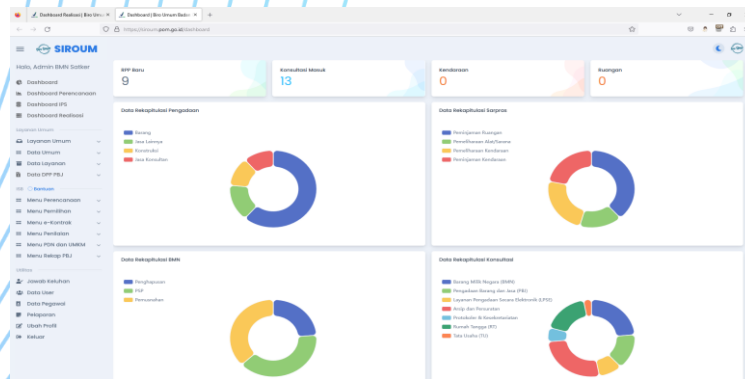 Dashboard Realisasi | Biro Umu
Dashboard | Biro Umum Badan
https://siroum.pom.go.id/dashboard
SIROUM
Halo, Admin BMN Satker
Dashboard
Dashboard Perencanaan
Dashboard IPS
Dashboard Realisasi
Layanan Umum
Layanan Umum
Data Umum
Data Layanan
Data DPP PBJ
Bantuan
Menu Perencanaan
Menu Pemilihan
Menu e-Kontrak
Menu Penilaian
Menu PDN dan UMKM
Menu Rekap PBJ
Utilitas
Jawab Keluhan
Data User
Data Pegawai
Pelaporan
Ubah Profil
Keluar
RPP Baru
9
Konsultasi Masuk
13
Kendaraan
0
Ruangan
0
Data Rekapitulasi Pengadaan
Barang
Jasa Lainnya
Konstruksi
Jasa Konsultan
Data Rekapitulasi Sarpras
Peminjaman Ruangan
Pemeliharaan Alat/Sarana
Pemeliharaan Kendaraan
Peminjaman Kendaraan
Data Rekapitulasi BMN
Penghapusan
PSP
Pemusnahan
Data Rekapitulasi Konsultasi
Barang Milik Negara (BMN)
Pengadaan Barang dan Jasa (PBJ)
Layanan Pengadaan Secara Elektronik (LPSE)
Arsip dan Persuratan
Protokoler & Kesekretariatan
Rumah Tangga (RT)
Tata Usaha (TU)